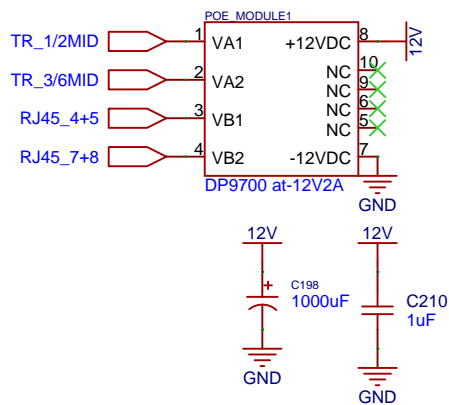 POE_MODULE1
TR_1/2MID 1 VA1 +12VDC 8 12V
TR_3/6MID 2 VA2 NC 10
NC 9
RJ45_4+5 3 VB1 NC 6
NC 5
RJ45_7+8 4 VB2 -12VDC 7
DP9700 at-12V2A
GND
12V 12V
C198
1000uF
C210
1uF
GND
GND